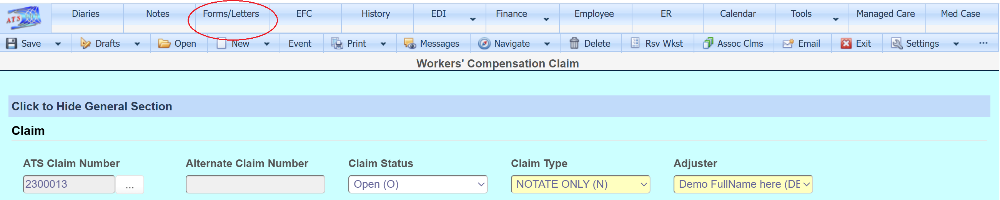 ATS Diaries Notes Forms/Letters EFC History EDI Finance Employee ER Calendar Tools Managed Care Med Case
Save Drafts Open New Event Print Messages Navigate Delete Rsv Wkst Assoc Clms Email Exit Settings ...
Workers' Compensation Claim
Click to Hide General Section
Claim
ATS Claim Number Alternate Claim Number Claim Status Claim Type Adjuster
2300013 ... Open (O) NOTATE ONLY (N) Demo FullName here (DE